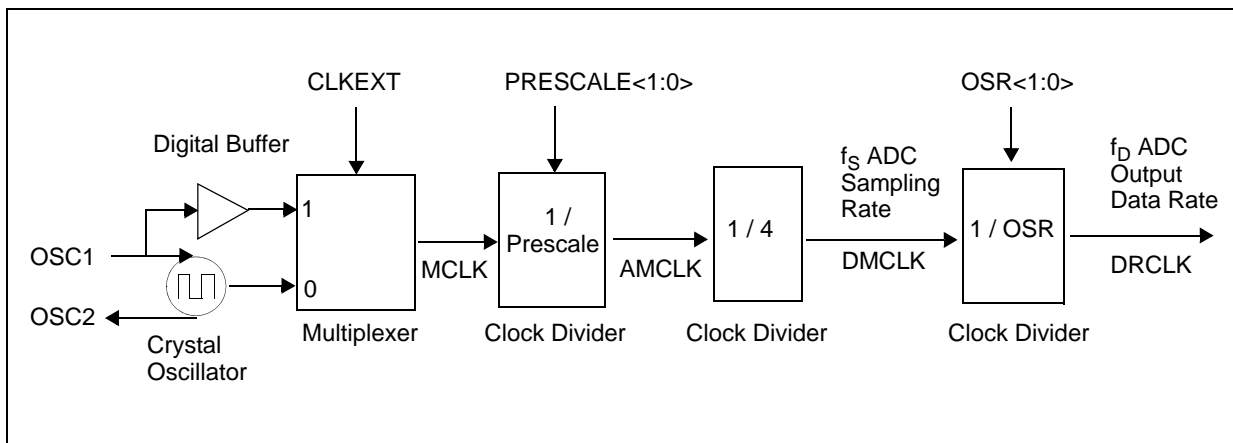 CLKEXT
PRESCALE<1:0>
OSR<1:0>
Digital Buffer
fS ADC
Sampling
Rate
fD ADC
Output
Data Rate
1
0
1 /
Prescale
1 / 4
1 / OSR
OSC1
OSC2
MCLK
AMCLK
DMCLK
DRCLK
Crystal
Oscillator
Multiplexer
Clock Divider
Clock Divider
Clock Divider